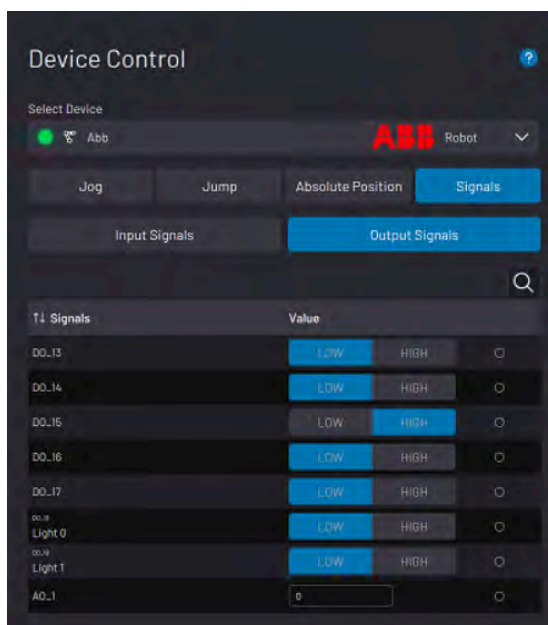 Device Control
?
Select Device
Abb ABB Robot
Jog Jump Absolute Position Signals
Input Signals Output Signals
↑↓ Signals Value
DO_13 LOW HIGH
DO_14 LOW HIGH
DO_15 LOW HIGH
DO_16 LOW HIGH
DO_17 LOW HIGH
DO_18
Light 0 LOW HIGH
DO_19
Light 1 LOW HIGH
AO_1 0